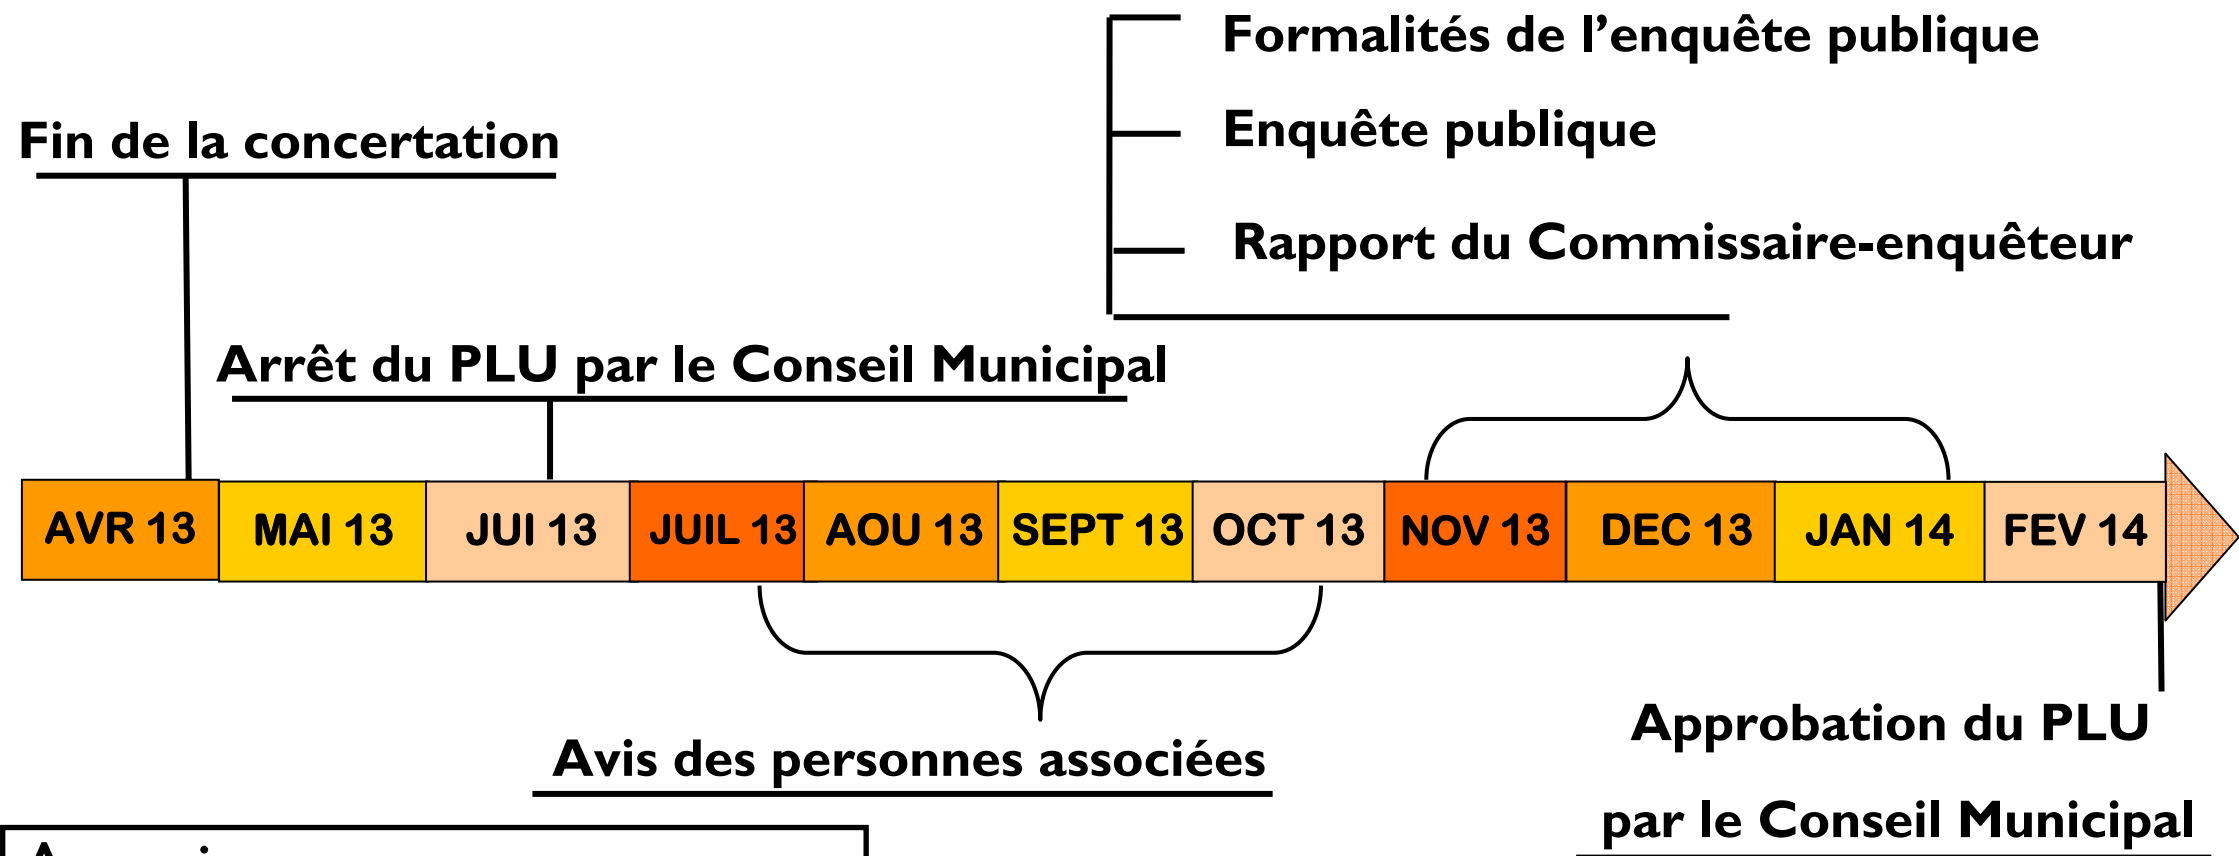 Formalités de l’enquête publique
Enquête publique
Fin de la concertation
Rapport du Commissaire-enquêteur
Arrêt du PLU par le Conseil Municipal
AVR 13 MAI 13 JUI 13 JUIL 13 AOU 13 SEPT 13 OCT 13 NOV 13 DEC 13 JAN 14 FEV 14
Avis des personnes associées
Approbation du PLU
par le Conseil Municipal